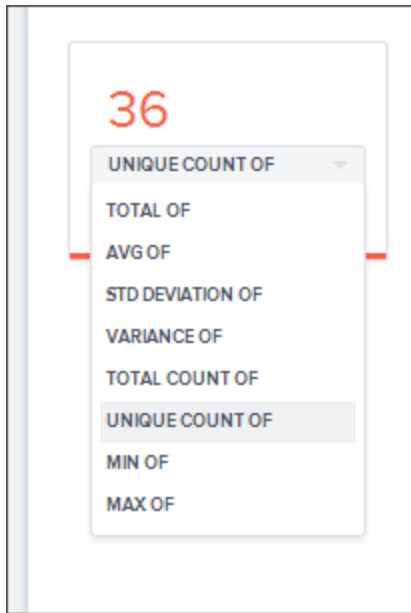 36
UNIQUE COUNT OF
TOTAL OF
AVG OF
STD DEVIATION OF
VARIANCE OF
TOTAL COUNT OF
UNIQUE COUNT OF
MIN OF
MAX OF